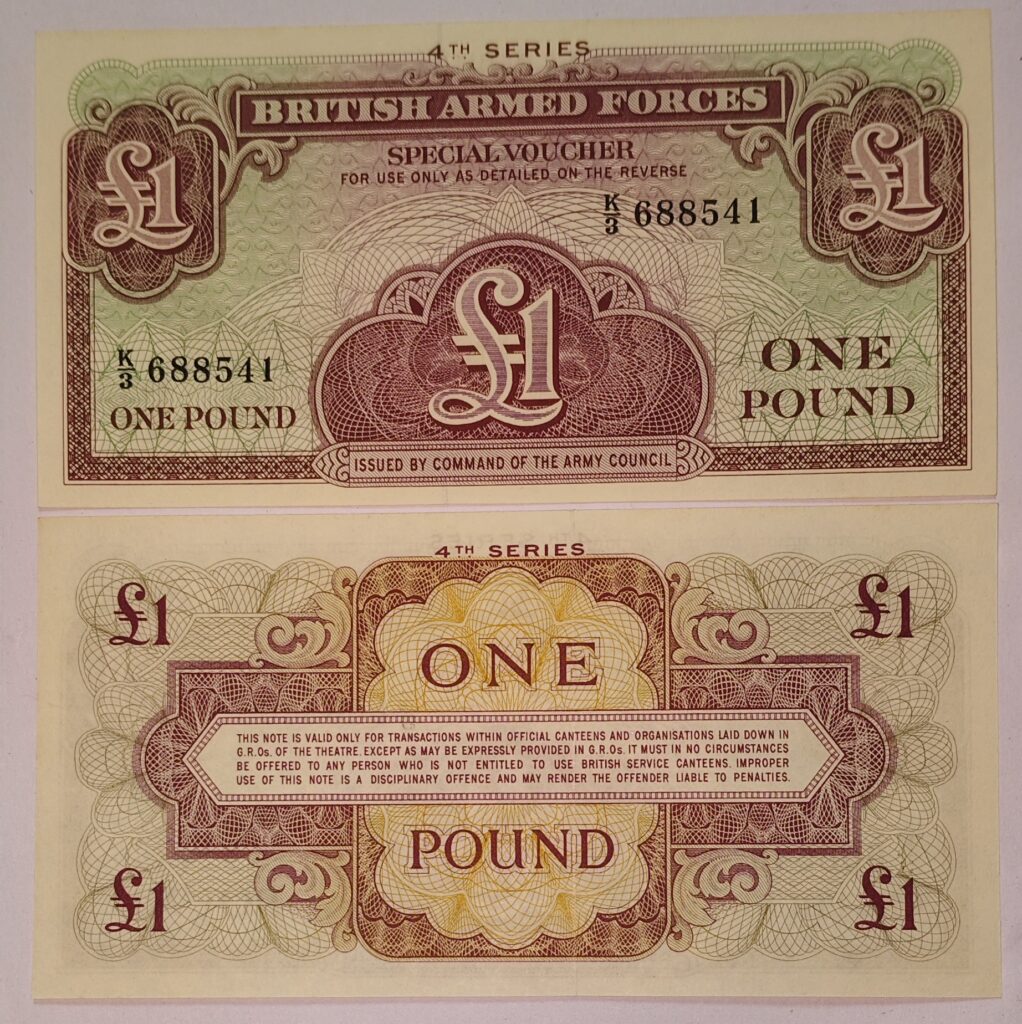 4TH SERIES
BRITISH ARMED FORCES
£1
£1
SPECIAL VOUCHER
FOR USE ONLY AS DETAILED ON THE REVERSE
K/3 688541
£1
K/3 688541
ONE POUND
ONE
POUND
ISSUED BY COMMAND OF THE ARMY COUNCIL
4TH SERIES
£1
£1
ONE
THIS NOTE IS VALID ONLY FOR TRANSACTIONS WITHIN OFFICIAL CANTEENS AND ORGANISATIONS LAID DOWN IN
G.R.Os. OF THE THEATRE. EXCEPT AS MAY BE EXPRESSLY PROVIDED IN G.R.Os. IT MUST IN NO CIRCUMSTANCES
BE OFFERED TO ANY PERSON WHO IS NOT ENTITLED TO USE BRITISH SERVICE CANTEENS. IMPROPER
USE OF THIS NOTE IS A DISCIPLINARY OFFENCE AND MAY RENDER THE OFFENDER LIABLE TO PENALTIES.
POUND
£1
£1